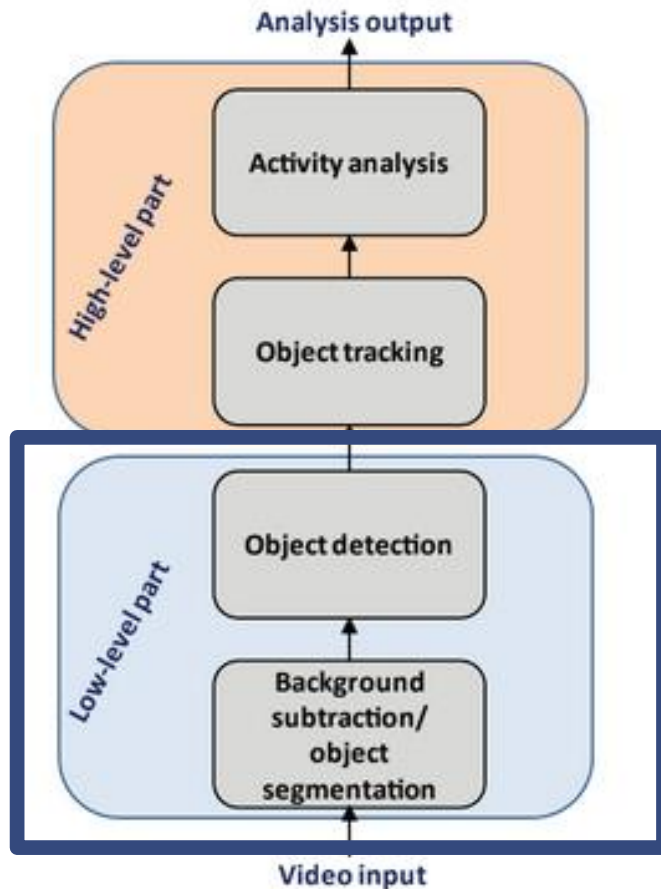 Analysis output
Activity analysis
High-level part
Object tracking
Object detection
Low-level part
Background
subtraction/
object
segmentation
Video input